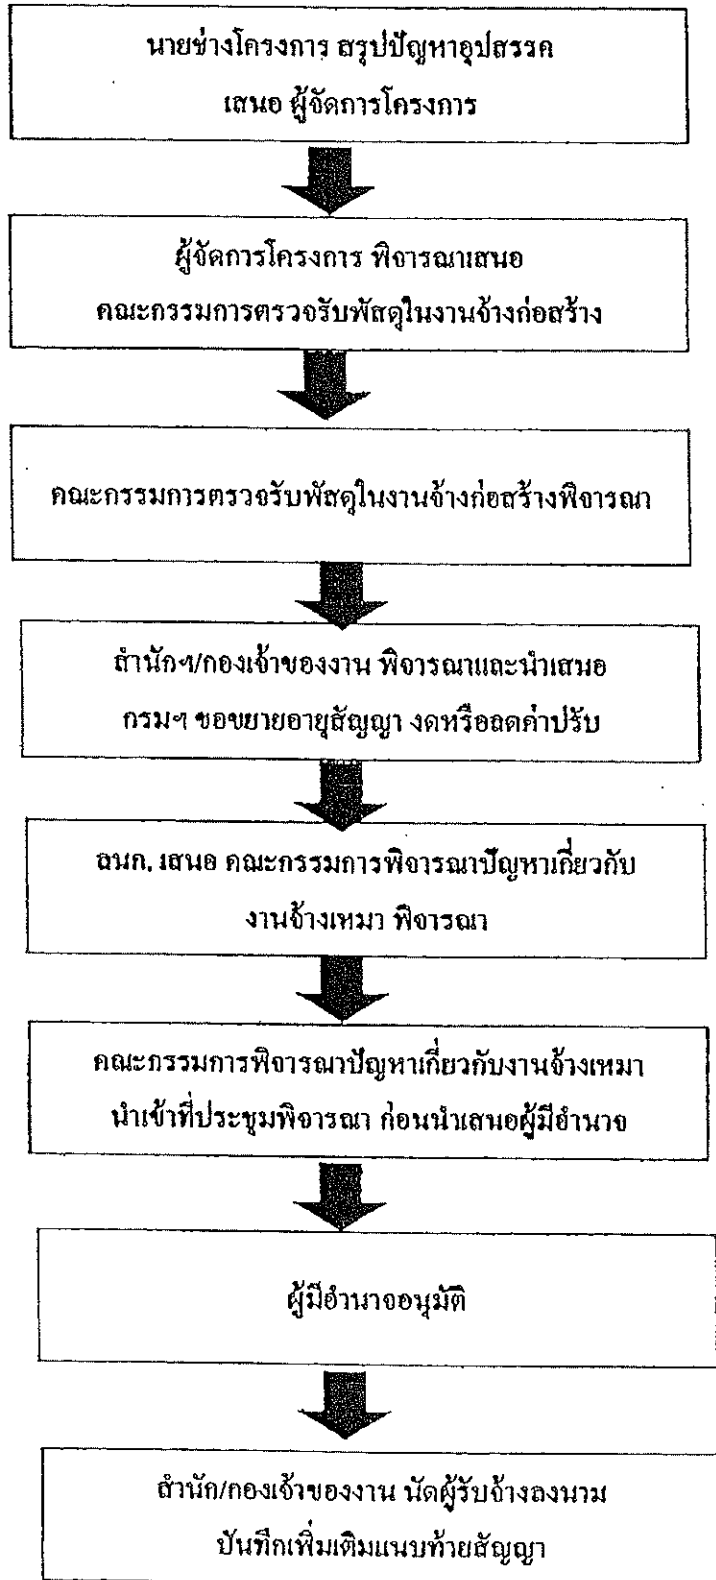 นายช่างโครงการ สรุปปัญหาอุปสรรค
เสนอ ผู้จัดการโครงการ
ผู้จัดการโครงการ พิจารณาเสนอ
คณะกรรมการตรวจรับพัสดุในงานจ้างก่อสร้าง
คณะกรรมการตรวจรับพัสดุในงานจ้างก่อสร้างพิจารณา
สำนักฯ/กองเจ้าของงาน พิจารณาและนำเสนอ
กรมฯ ขอขยายอายุสัญญา งดหรือลดค่าปรับ
ลนก. เสนอ คณะกรรมการพิจารณาปัญหาเกี่ยวกับ
งานจ้างเหมา พิจารณา
คณะกรรมการพิจารณาปัญหาเกี่ยวกับงานจ้างเหมา
นำเข้าที่ประชุมพิจารณา ก่อนนำเสนอผู้มีอำนาจ
ผู้มีอำนาจอนุมัติ
สำนัก/กองเจ้าของงาน นัดผู้รับจ้างลงนาม
บันทึกเพิ่มเติมแนบท้ายสัญญา